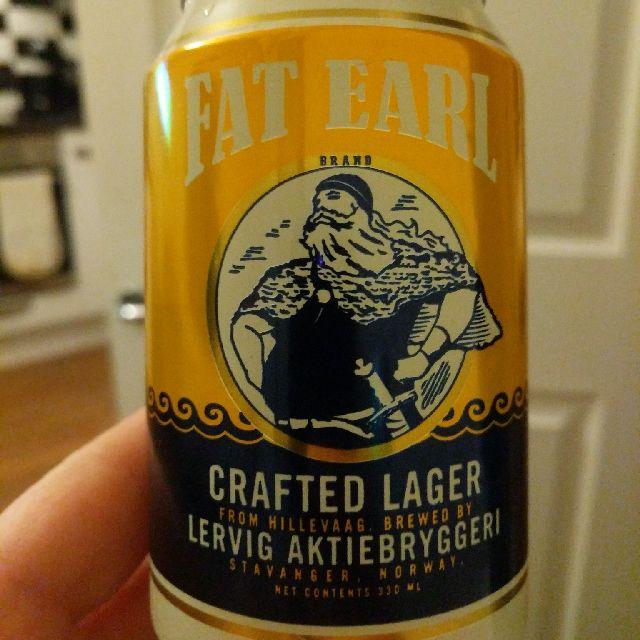 FAT EARL
BRAND
CRAFTED LAGER
FROM HILLEVAAG. BREWED BY
LERVIG AKTIEBRYGGERI
STAVANGER, NORWAY.
NET CONTENTS 330 ML